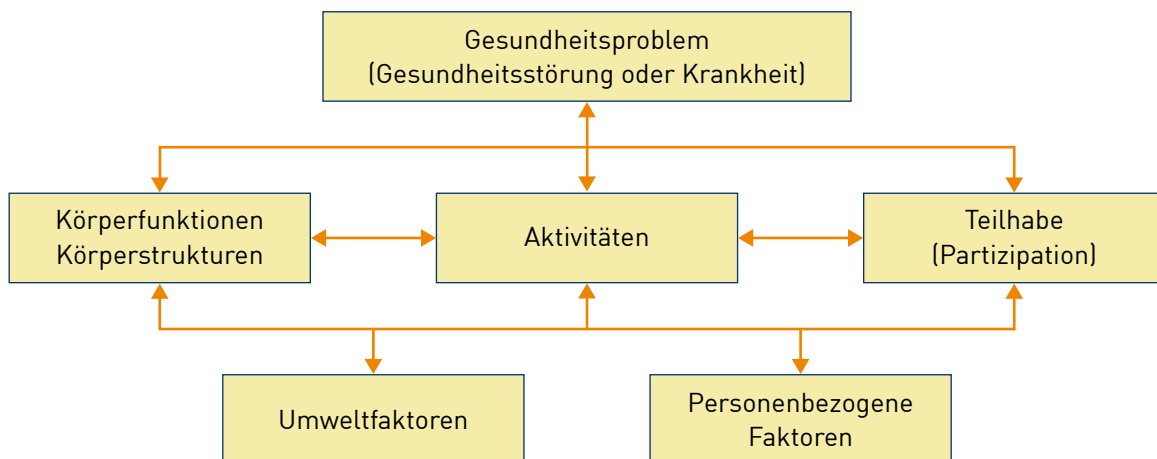 Gesundheitsproblem
(Gesundheitsstörung oder Krankheit)
Körperfunktionen
Körperstrukturen
Aktivitäten
Teilhabe
(Partizipation)
Umweltfaktoren
Personenbezogene
Faktoren